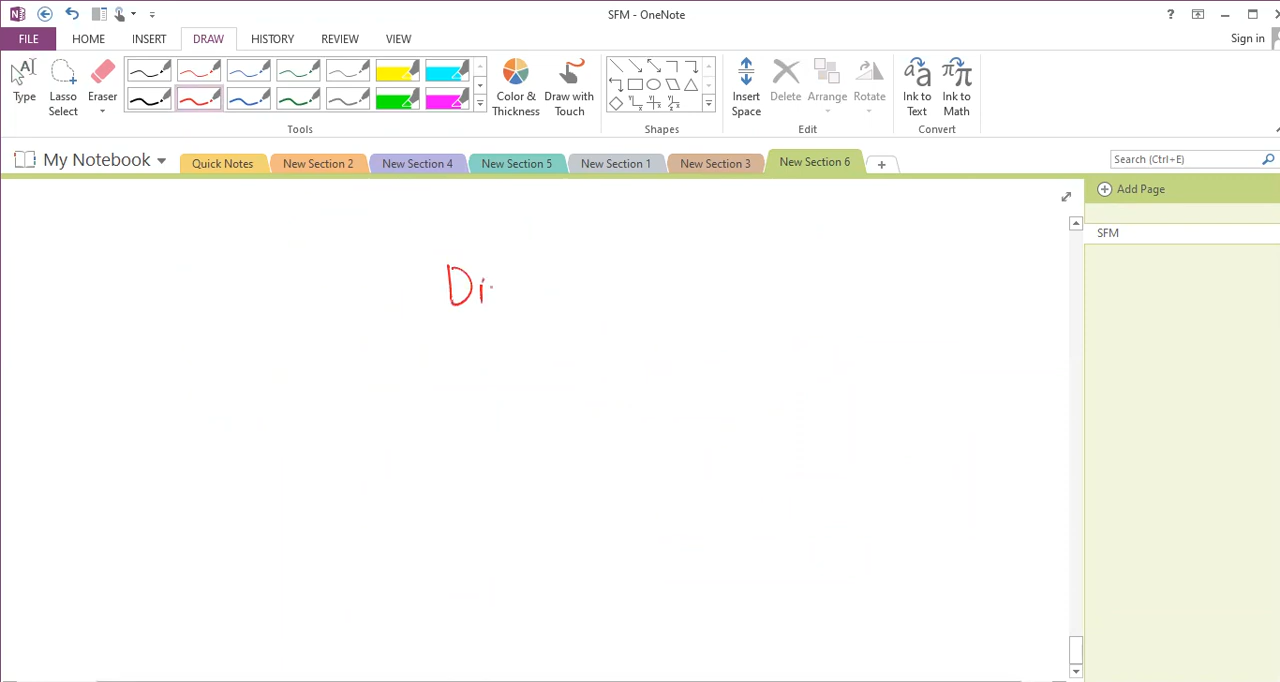 SFM - OneNote
?
FILE HOME INSERT DRAW HISTORY REVIEW VIEW
Sign in
Type
Lasso Select
Eraser
Color & Thickness
Draw with Touch
Insert Space
Delete
Arrange
Rotate
Ink to Text
Ink to Math
Tools
Shapes
Edit
Convert
My Notebook
Quick Notes New Section 2 New Section 4 New Section 5 New Section 1 New Section 3 New Section 6
Search (Ctrl+E)
Add Page
SFM
Di